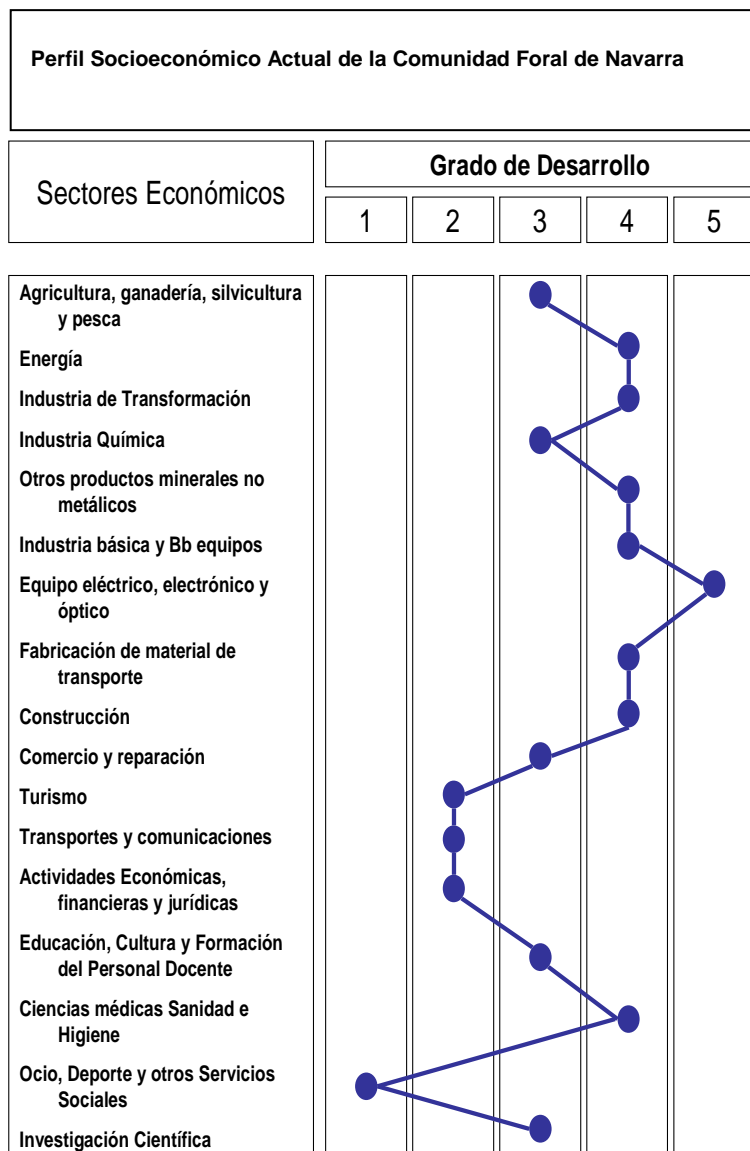 Perfil Socioeconómico Actual de la Comunidad Foral de Navarra
Sectores Económicos
Grado de Desarrollo
1 2 3 4 5
Agricultura, ganadería, silvicultura
y pesca
Energía
Industria de Transformación
Industria Química
Otros productos minerales no
metálicos
Industria básica y Bb equipos
Equipo eléctrico, electrónico y
óptico
Fabricación de material de
transporte
Construcción
Comercio y reparación
Turismo
Transportes y comunicaciones
Actividades Económicas,
financieras y jurídicas
Educación, Cultura y Formación
del Personal Docente
Ciencias médicas Sanidad e
Higiene
Ocio, Deporte y otros Servicios
Sociales
Investigación Científica